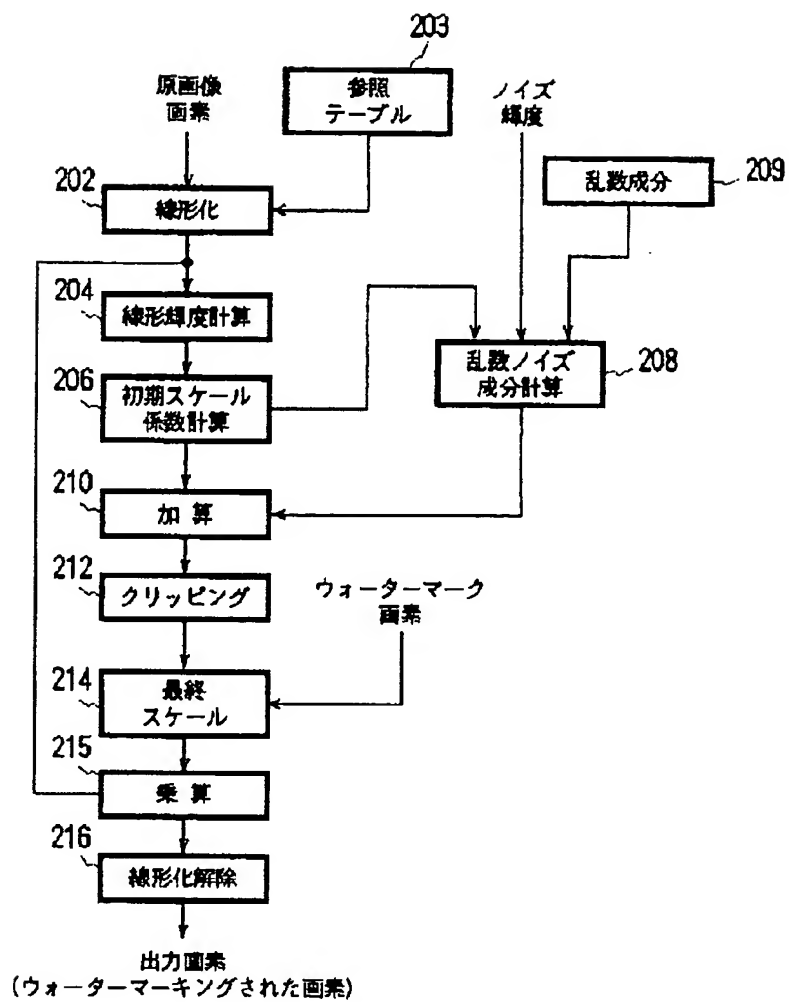 203
原画像
画素
参照
テーブル
ノイズ
輝度
202
線形化
乱数成分
209
204
線形輝度計算
206
初期スケール
係数計算
乱数ノイズ
成分計算
208
210
加 算
212
クリッピング
ウォーターマーク
画素
214
最終
スケール
215
乗 算
216
線形化解除
出力画素
(ウォーターマーキングされた画素)